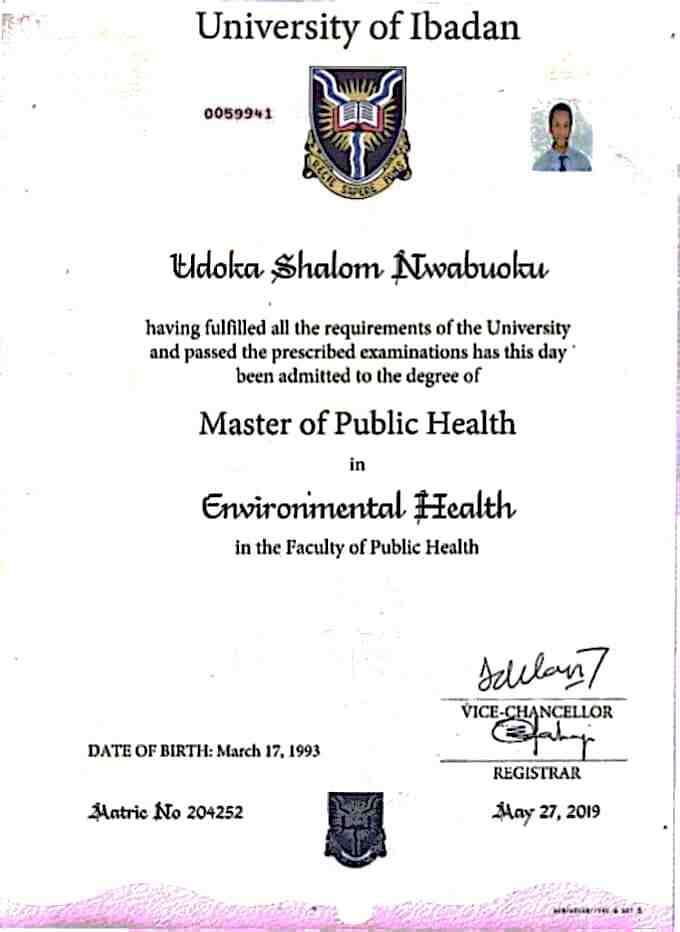 University of Ibadan
0059941
RECTE SAPERE FONS
Udoka Shalom Nwabuoku
having fulfilled all the requirements of the University
and passed the prescribed examinations has this day
been admitted to the degree of
Master of Public Health
in
Environmental Health
in the Faculty of Public Health
VICE-CHANCELLOR
DATE OF BIRTH: March 17, 1993
REGISTRAR
Matric No 204252
May 27, 2019